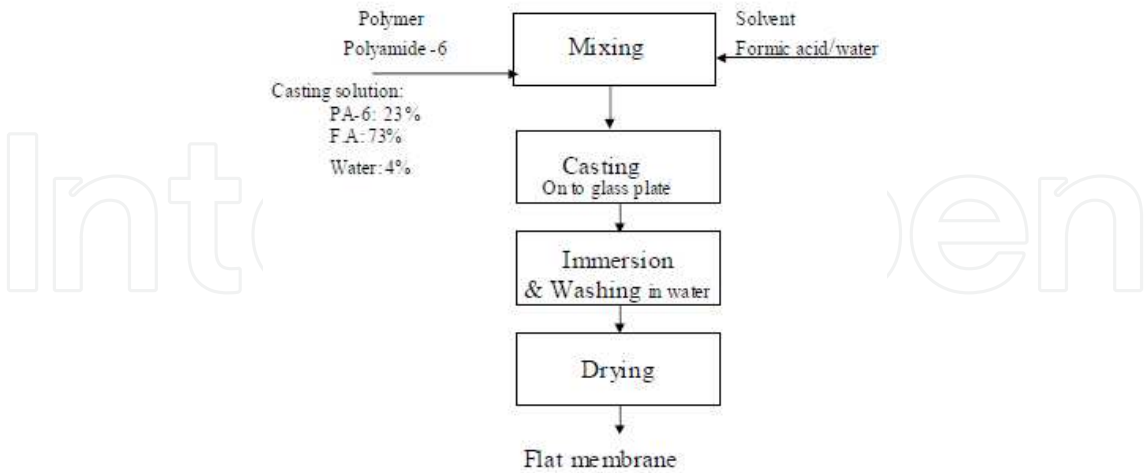 Polymer
Polyamide -6
Solvent
Formic acid/water
Mixing
Casting solution:
PA-6: 23%
F.A.: 73%
Water: 4%
Casting
On to glass plate
Immersion
& Washing in water
Drying
Flat membrane